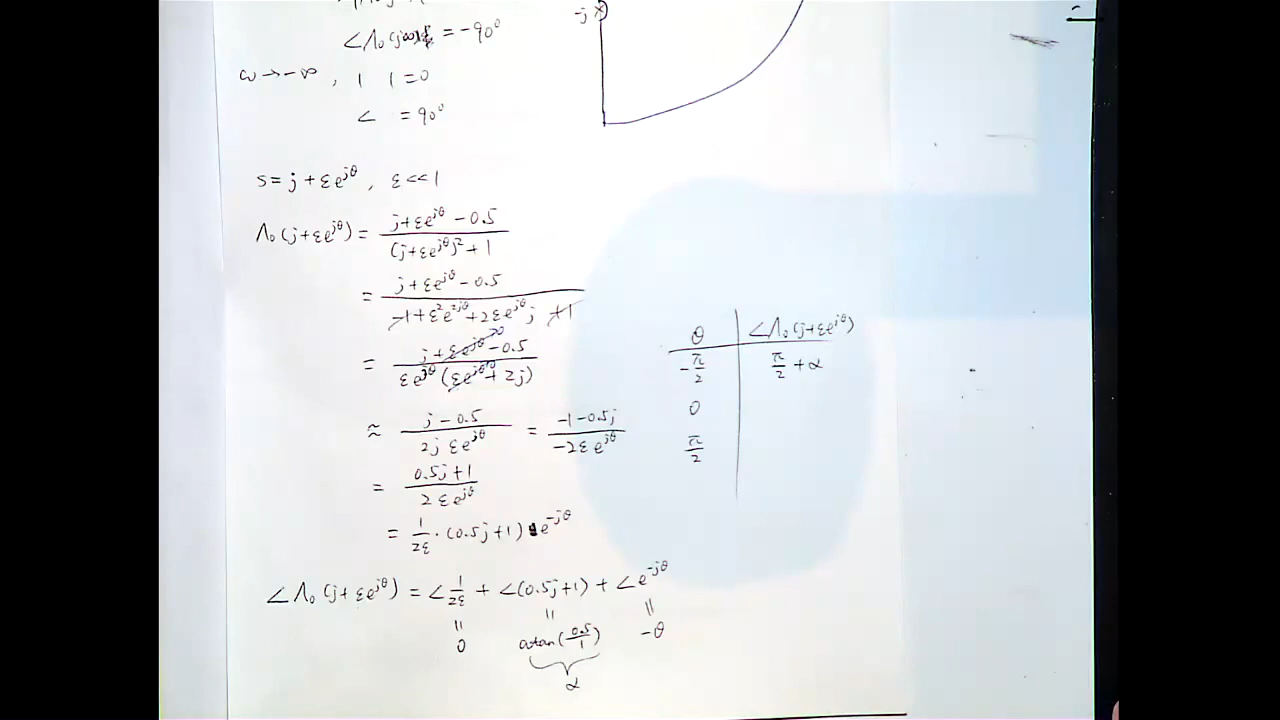 ∠Λ₀(j∞) = -90°
ω → -∞, | | = 0
∠ = 90°
-j
s = j + εe^{jθ}, ε << 1
Λ₀(j+εe^{jθ}) = (j+εe^{jθ} - 0.5) / ((j+εe^{jθ})² + 1)
= (j+εe^{jθ} - 0.5) / (-1+ε²e^{2jθ}+2εe^{jθ}j + 1)
= (j+εe^{jθ} - 0.5) / (εe^{jθ}(εe^{jθ} + 2j))
≈ (j - 0.5) / (2j εe^{jθ}) = (-1 - 0.5j) / (-2εe^{jθ})
= (0.5j+1) / (2εe^{jθ})
= 1/(2ε) · (0.5j+1) e^{-jθ}
∠Λ₀(j+εe^{jθ}) = ∠ 1/(2ε) + ∠(0.5j+1) + ∠e^{-jθ}
= = =
0 atan(0.5/1) -θ
α
θ ∠Λ₀(j+εe^{jθ})
-π/2 π/2 + α
0
π/2